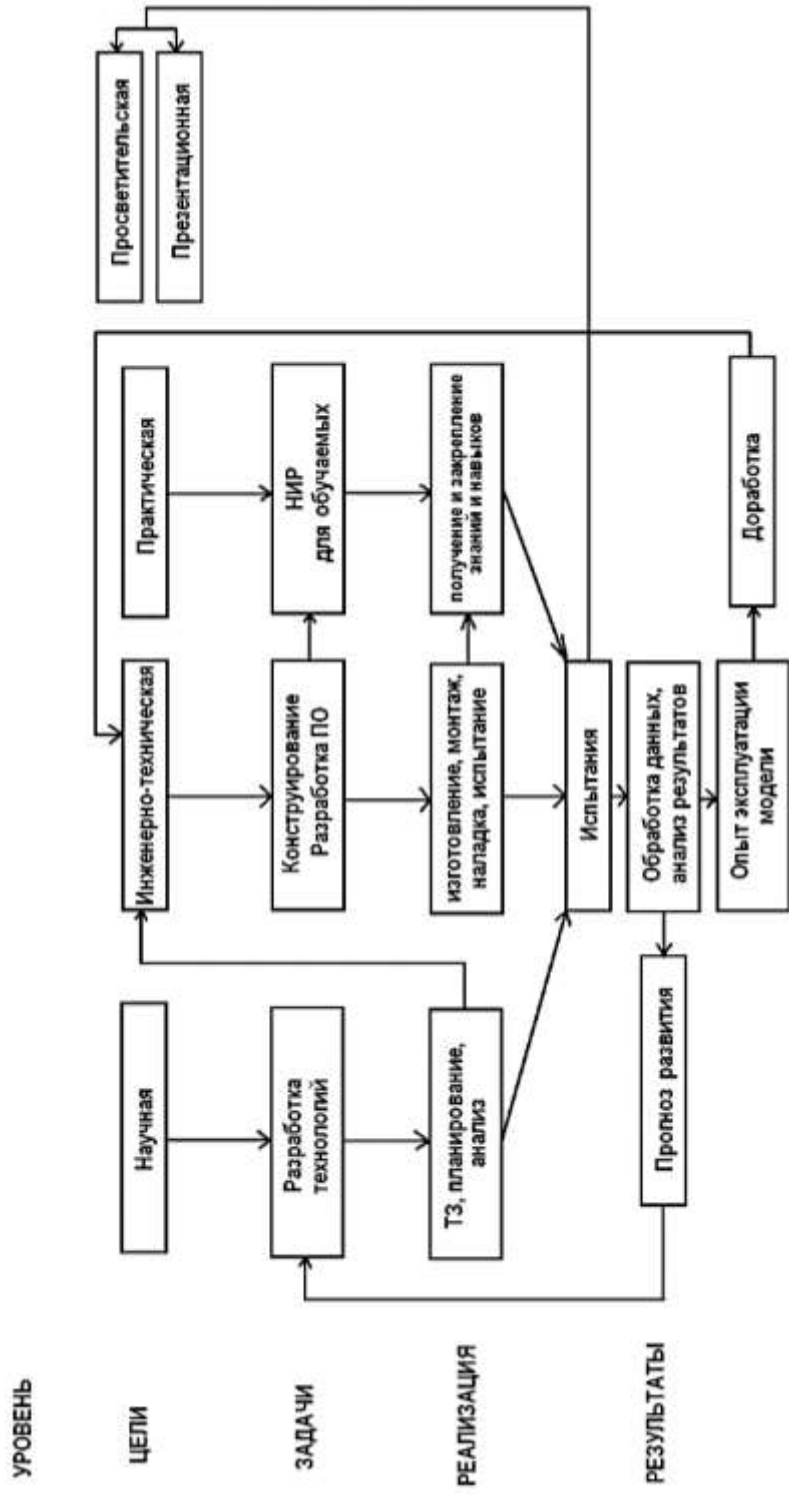 УРОВЕНЬ
ЦЕЛИ
Научная
Инженерно-техническая
Практическая
Просветительская
Презентационная
ЗАДАЧИ
Разработка
технологий
Конструирование
Разработка ПО
НИР
для обучаемых
РЕАЛИЗАЦИЯ
ТЗ, планирование,
анализ
изготовление, монтаж,
наладка, испытание
получение и закрепление
знаний и навыков
Испытания
РЕЗУЛЬТАТЫ
Прогноз развития
Обработка данных,
анализ результатов
Опыт эксплуатации
модели
Доработка